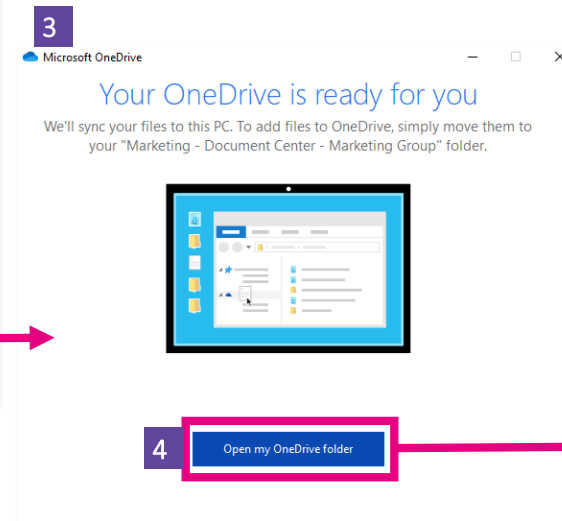 3
Microsoft OneDrive
Your OneDrive is ready for you
We'll sync your files to this PC. To add files to OneDrive, simply move them to
your "Marketing - Document Center - Marketing Group" folder.
4
Open my OneDrive folder